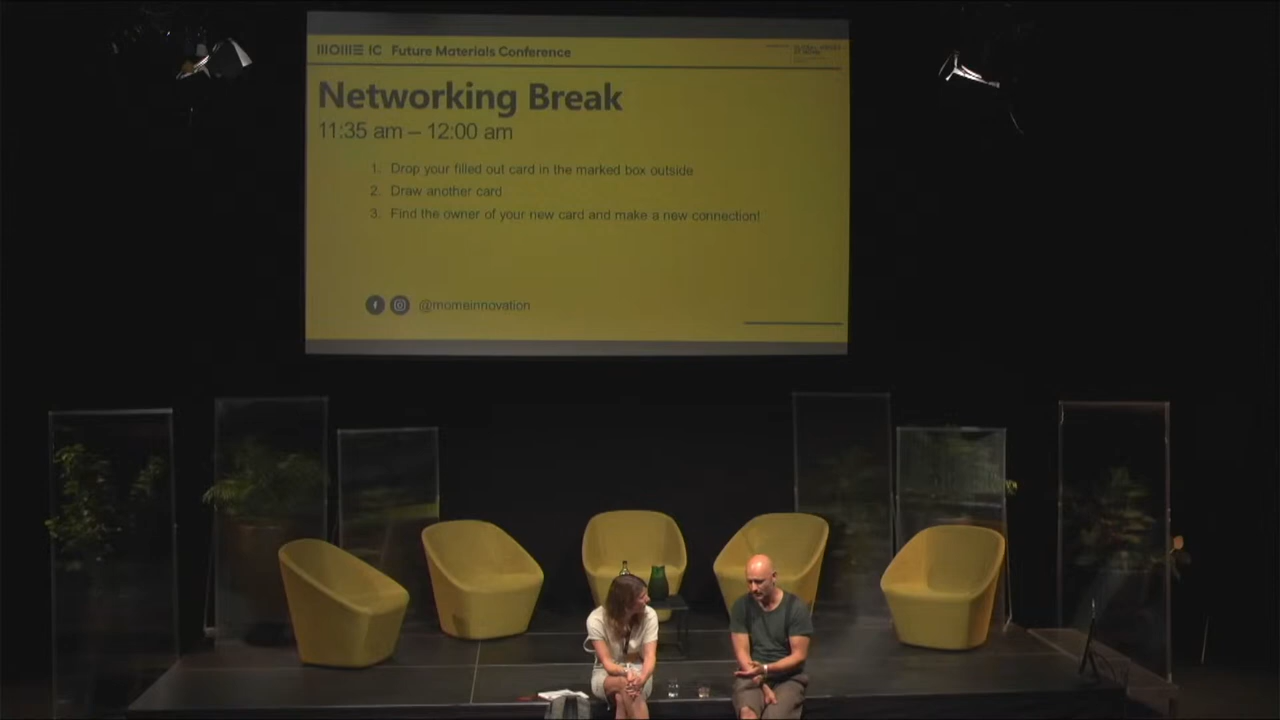 MOME IC Future Materials Conference
Networking Break
11:35 am – 12:00 am
1. Drop your filled out card in the marked box outside
2. Draw another card
3. Find the owner of your new card and make a new connection!
@momeinnovation